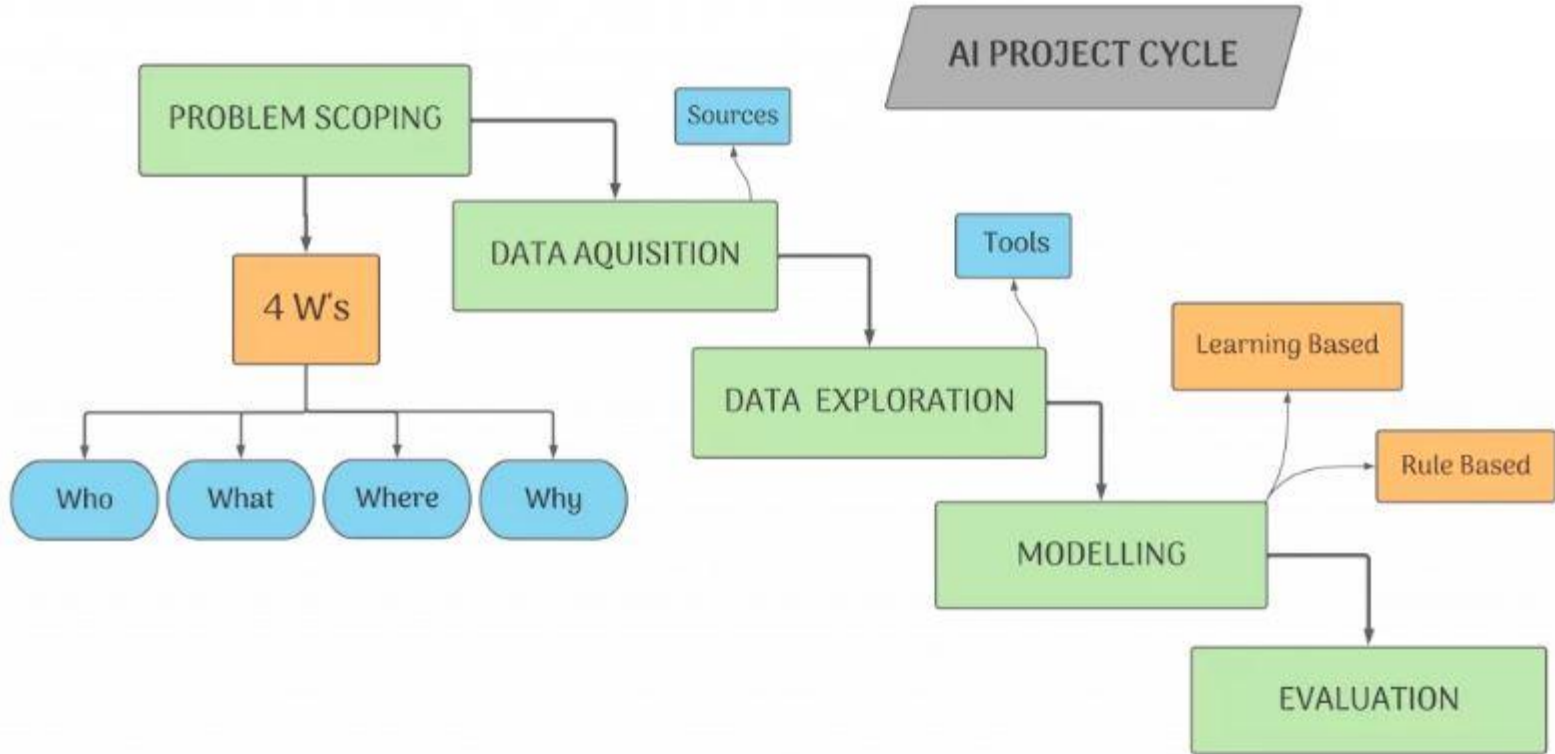 AI PROJECT CYCLE
PROBLEM SCOPING
Sources
DATA AQUISITION
Tools
4 W's
Learning Based
DATA EXPLORATION
Rule Based
Who
What
Where
Why
MODELLING
EVALUATION